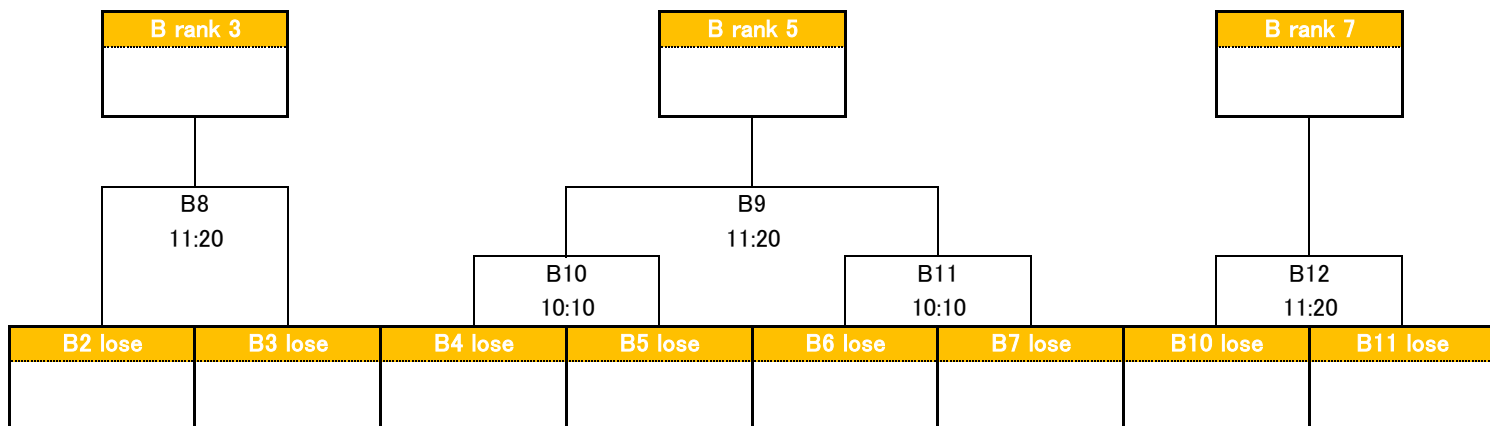 B rank 3
B rank 5
B rank 7
B8
11:20
B9
11:20
B10
10:10
B11
10:10
B12
11:20
B2 lose
B3 lose
B4 lose
B5 lose
B6 lose
B7 lose
B10 lose
B11 lose